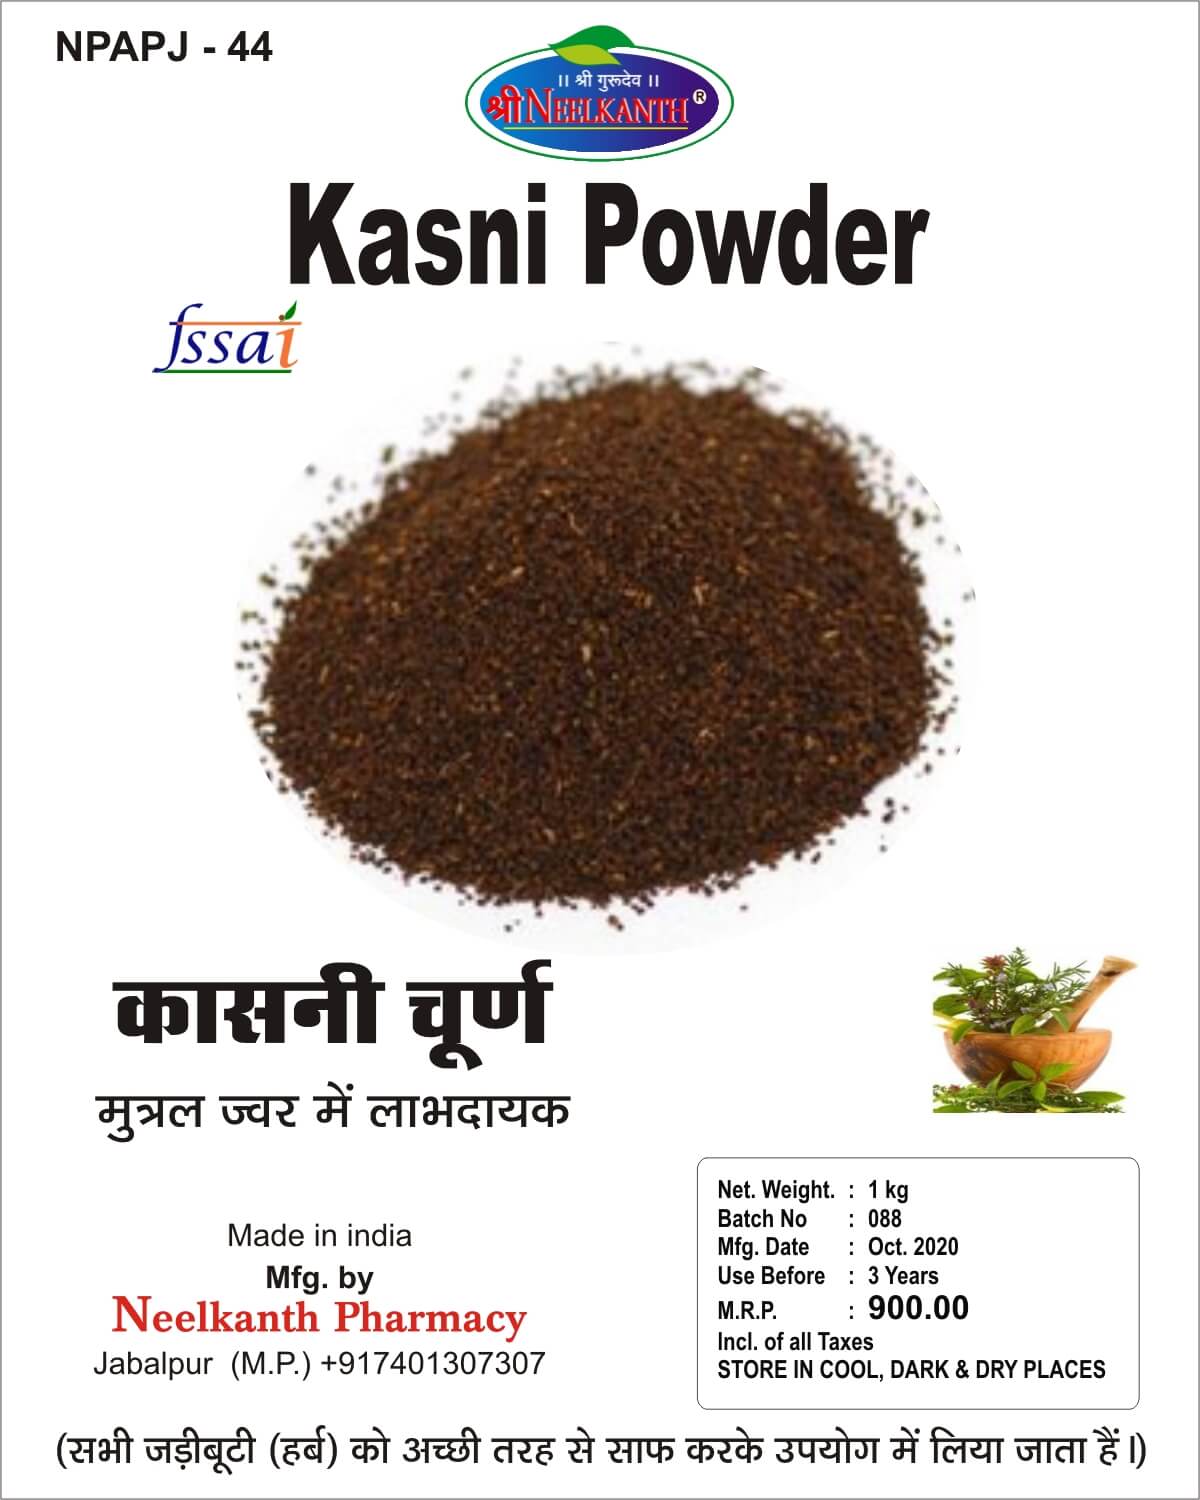 NPAPJ - 44
।। श्री गुरूदेव ।।
श्री NEELKANTH ®
Kasni Powder
fssai
कासनी चूर्ण
मुत्रल ज्वर में लाभदायक
Made in india
Mfg. by
Neelkanth Pharmacy
Jabalpur (M.P.) +917401307307
Net. Weight. : 1 kg
Batch No : 088
Mfg. Date : Oct. 2020
Use Before : 3 Years
M.R.P. : 900.00
Incl. of all Taxes
STORE IN COOL, DARK & DRY PLACES
(सभी जड़ीबूटी (हर्ब) को अच्छी तरह से साफ करके उपयोग में लिया जाता हैं।)